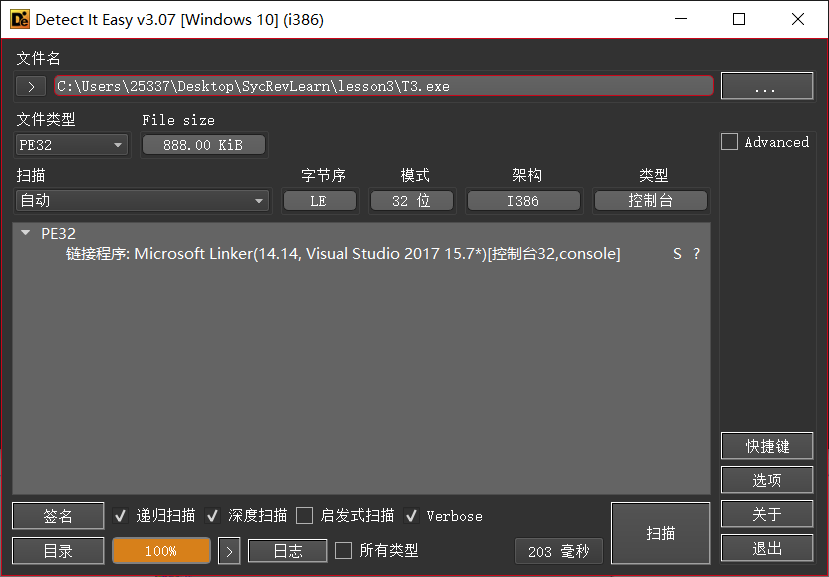 Detect It Easy v3.07 [Windows 10] (i386)
文件名
> C:\Users\25337\Desktop\SycRevLearn\lesson3\T3.exe ...
文件类型 File size
PE32 888.00 KiB Advanced
扫描 字节序 模式 架构 类型
自动 LE 32 位 I386 控制台
PE32
链接程序: Microsoft Linker(14.14, Visual Studio 2017 15.7*)[控制台32,console] S ?
快捷键
选项
签名 递归扫描 深度扫描 启发式扫描 Verbose 扫描 关于
目录 100% > 日志 所有类型 203 毫秒 退出